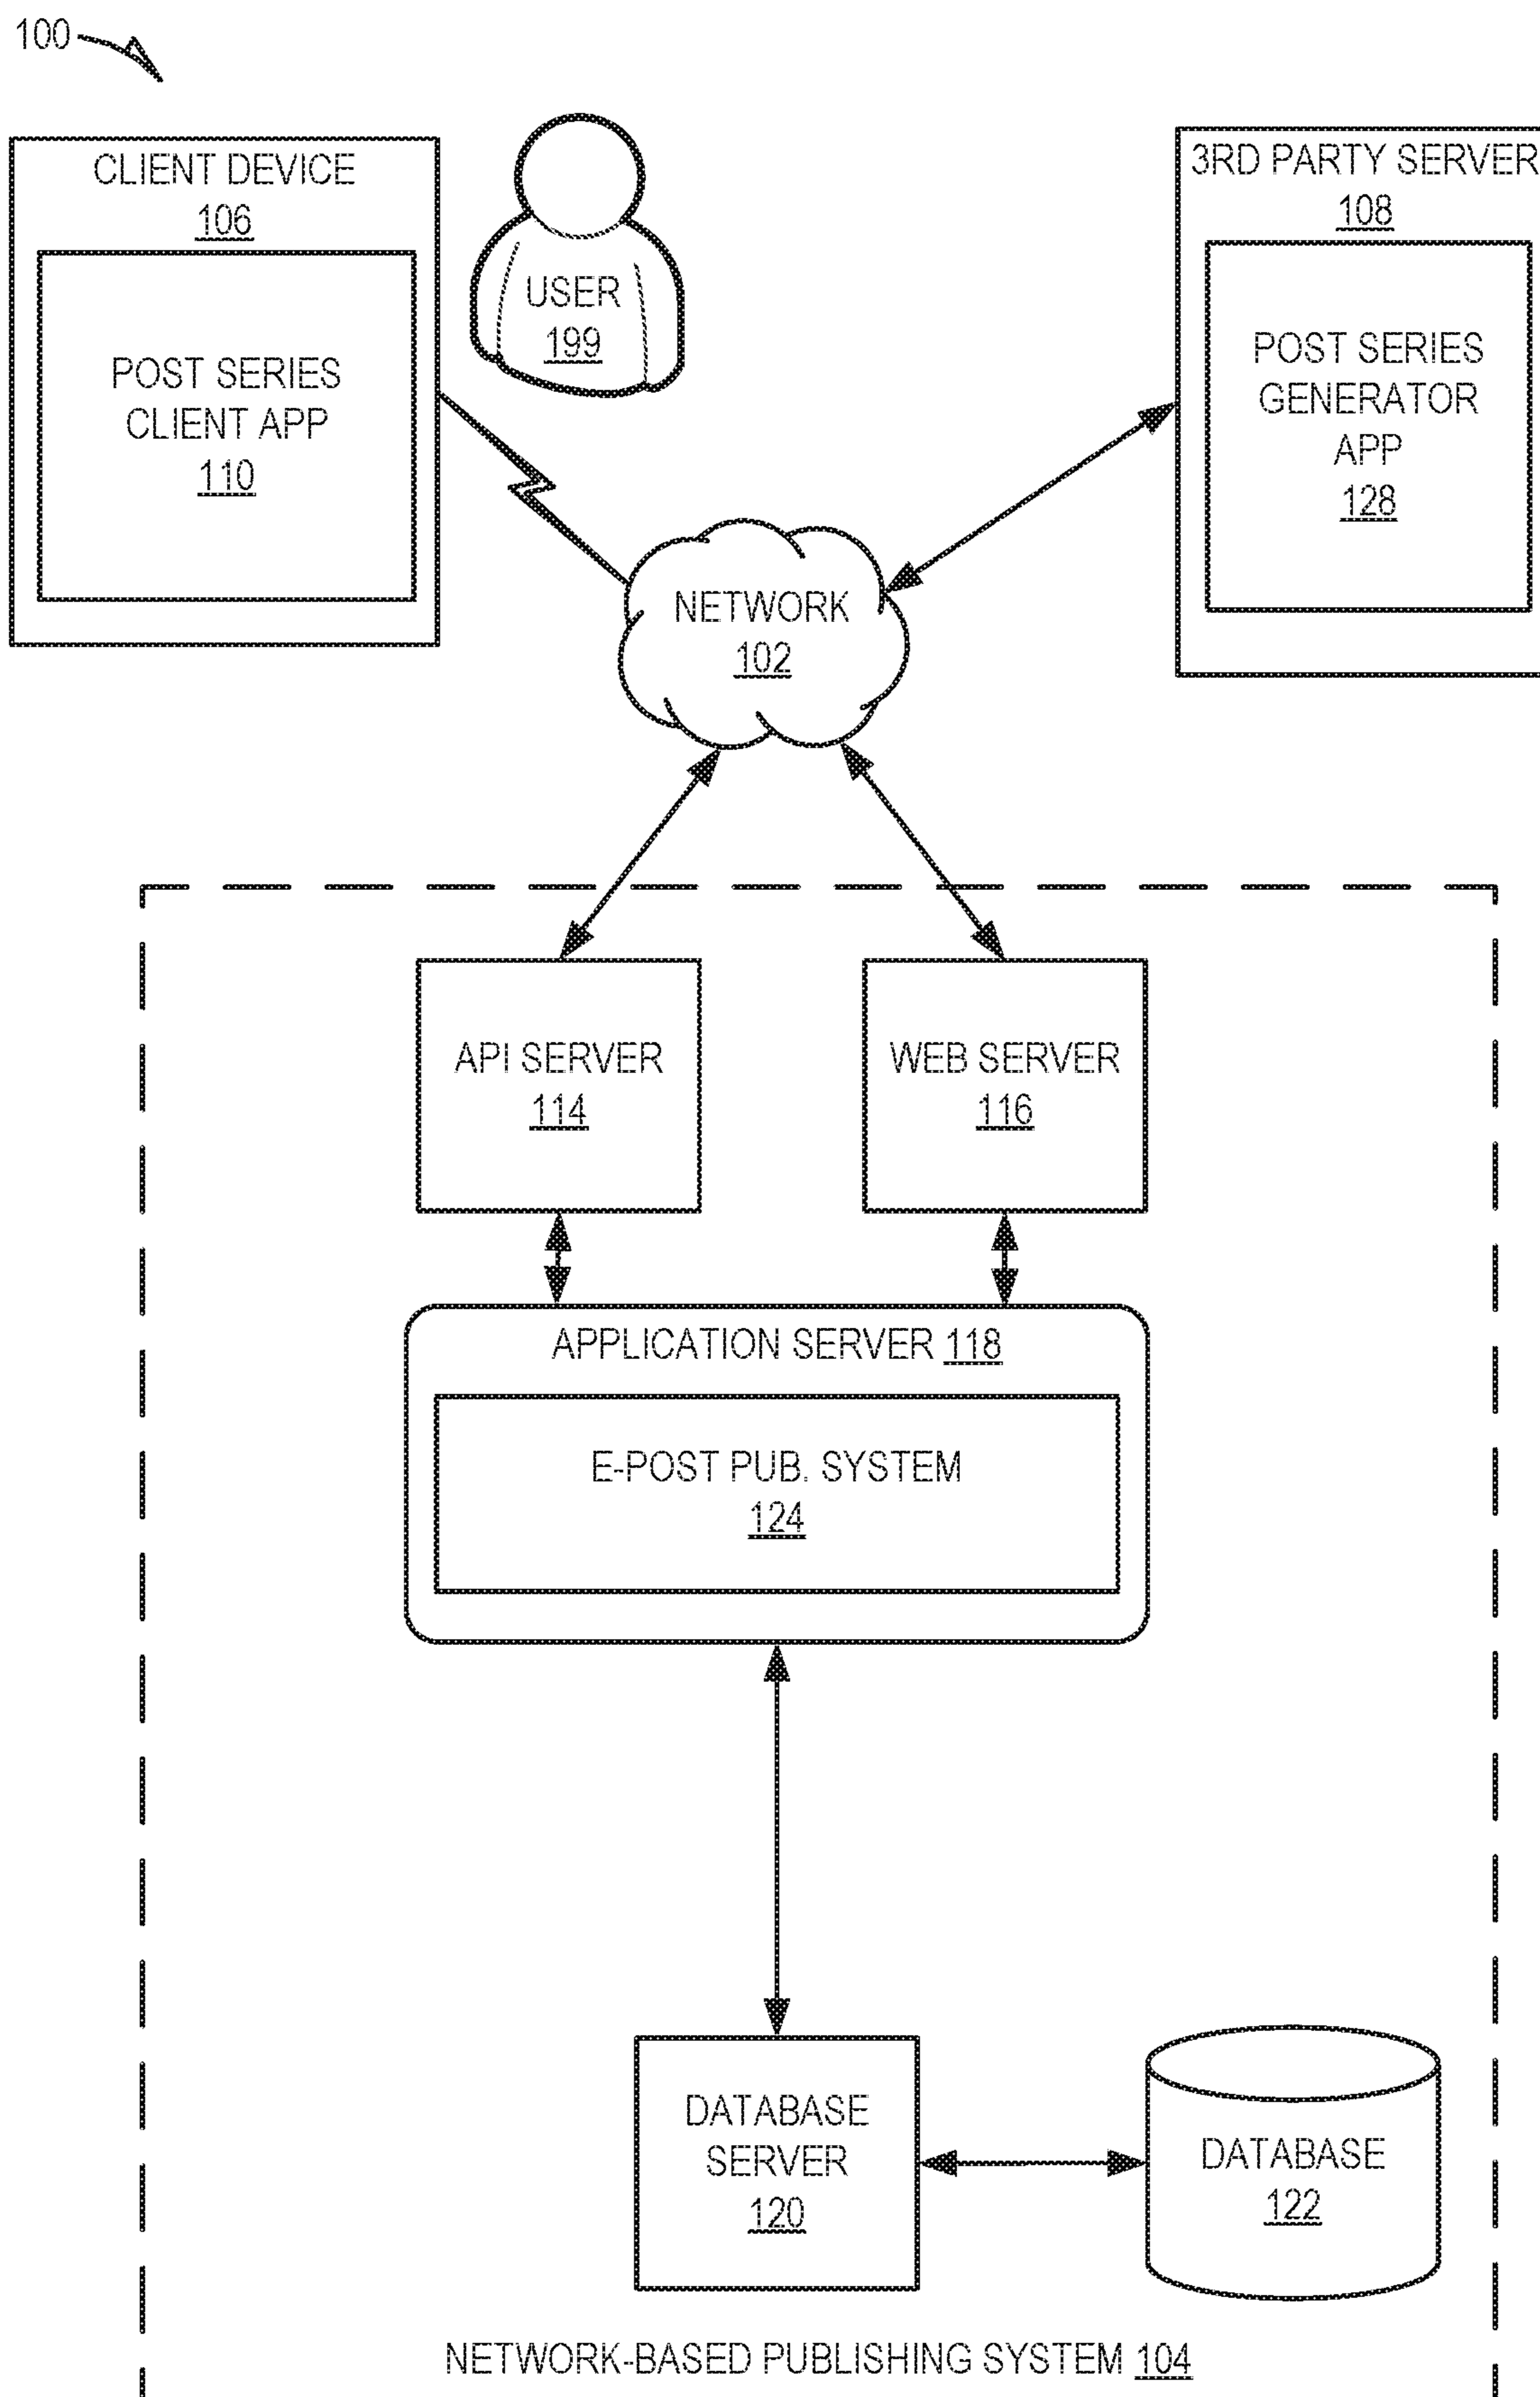 100
CLIENT DEVICE
106
POST SERIES
CLIENT APP
110
USER
199
3RD PARTY SERVER
108
POST SERIES
GENERATOR
APP
128
NETWORK
102
API SERVER
114
WEB SERVER
116
APPLICATION SERVER 118
E-POST PUB. SYSTEM
124
DATABASE
SERVER
120
DATABASE
122
NETWORK-BASED PUBLISHING SYSTEM 104